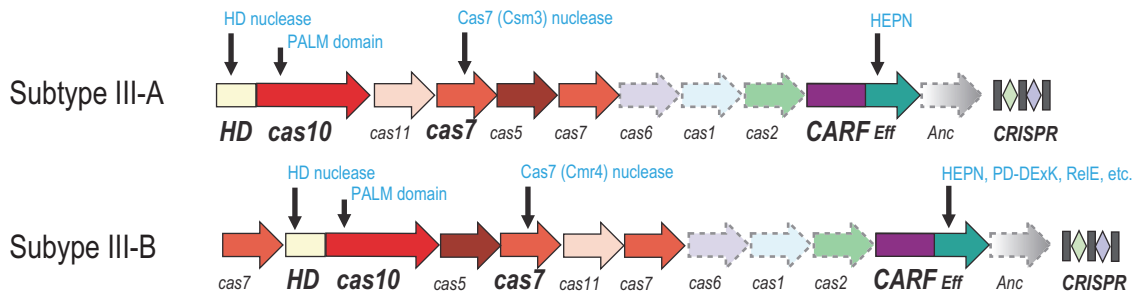 HD nuclease
PALM domain
Cas7 (Csm3) nuclease
HEPN
Subtype III-A
HD cas10 cas11 cas7 cas5 cas7 cas6 cas1 cas2 CARF Eff Anc CRISPR
HD nuclease
PALM domain
Cas7 (Cmr4) nuclease
HEPN, PD-DExK, RelE, etc.
Subype III-B
cas7 HD cas10 cas5 cas7 cas11 cas7 cas6 cas1 cas2 CARF Eff Anc CRISPR